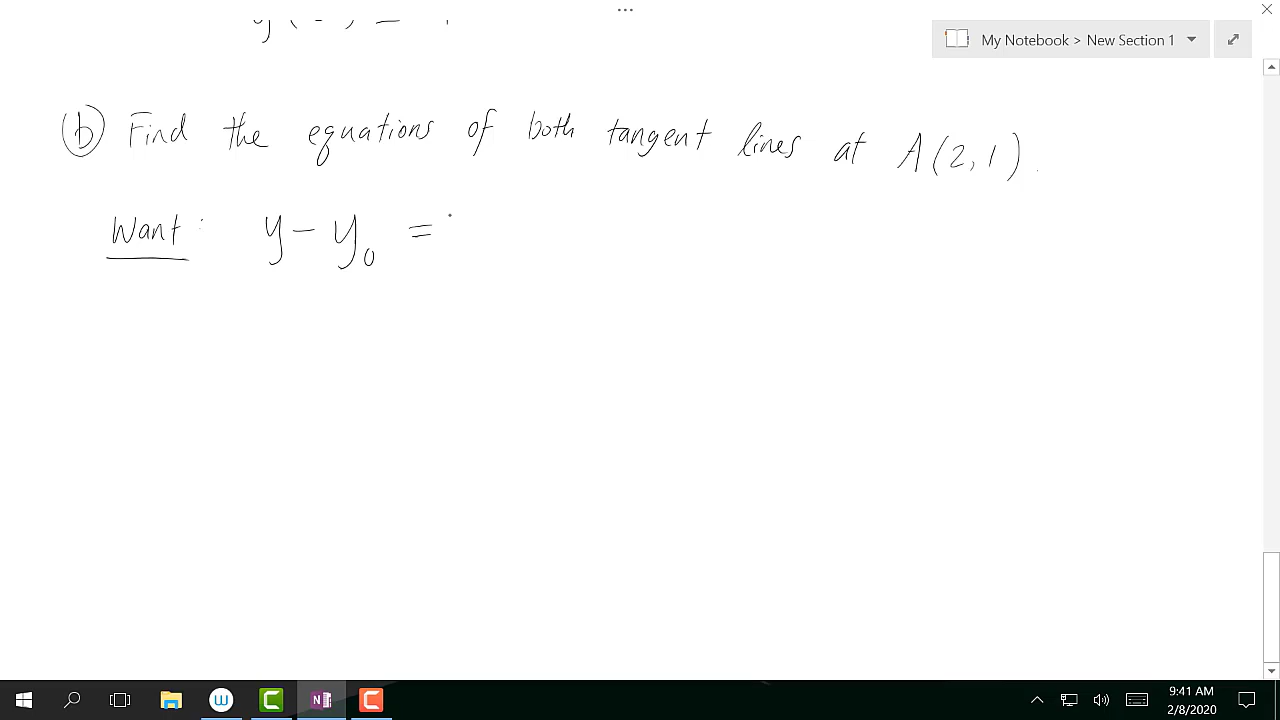 My Notebook > New Section 1
(b) Find the equations of both tangent lines at A(2,1).
Want: y - y₀ =
9:41 AM
2/8/2020